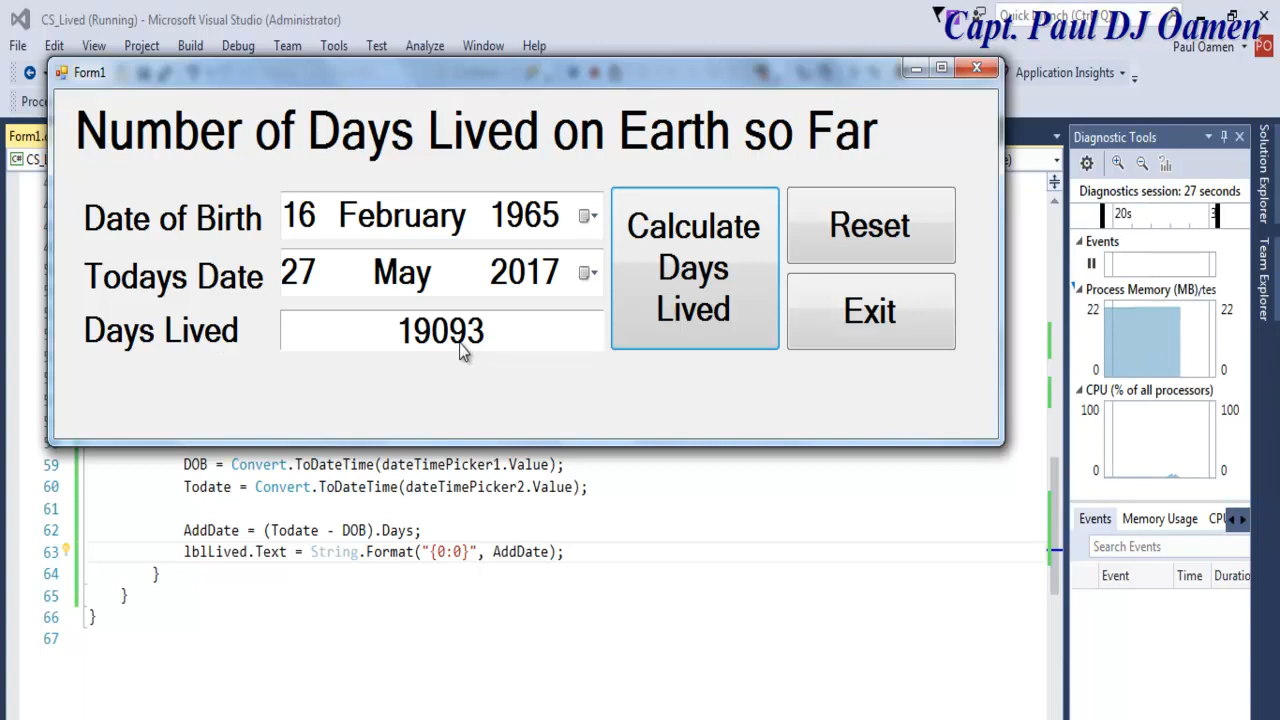 CS_Lived (Running) - Microsoft Visual Studio (Administrator)
Capt. Paul DJ Oamen
File Edit View Project Build Debug Team Tools Test Analyze Window Help
Paul Oamen PO
Form1
Application Insights
Form1.
Number of Days Lived on Earth so Far
Date of Birth 16 February 1965
Todays Date 27 May 2017
Days Lived 19093
Calculate
Days
Lived
Reset
Exit
Diagnostic Tools
Diagnostics session: 27 seconds
20s
Events
Process Memory (MB)
22 22
0 0
CPU (% of all processors)
100 100
0 0
Events Memory Usage
Search Events
Event Time
Solution Explorer
Team Explorer
59 DOB = Convert.ToDateTime(dateTimePicker1.Value);
60 Todate = Convert.ToDateTime(dateTimePicker2.Value);
61
62 AddDate = (Todate - DOB).Days;
63 lblLived.Text = String.Format("{0:0}", AddDate);
64 }
65 }
66 }
67